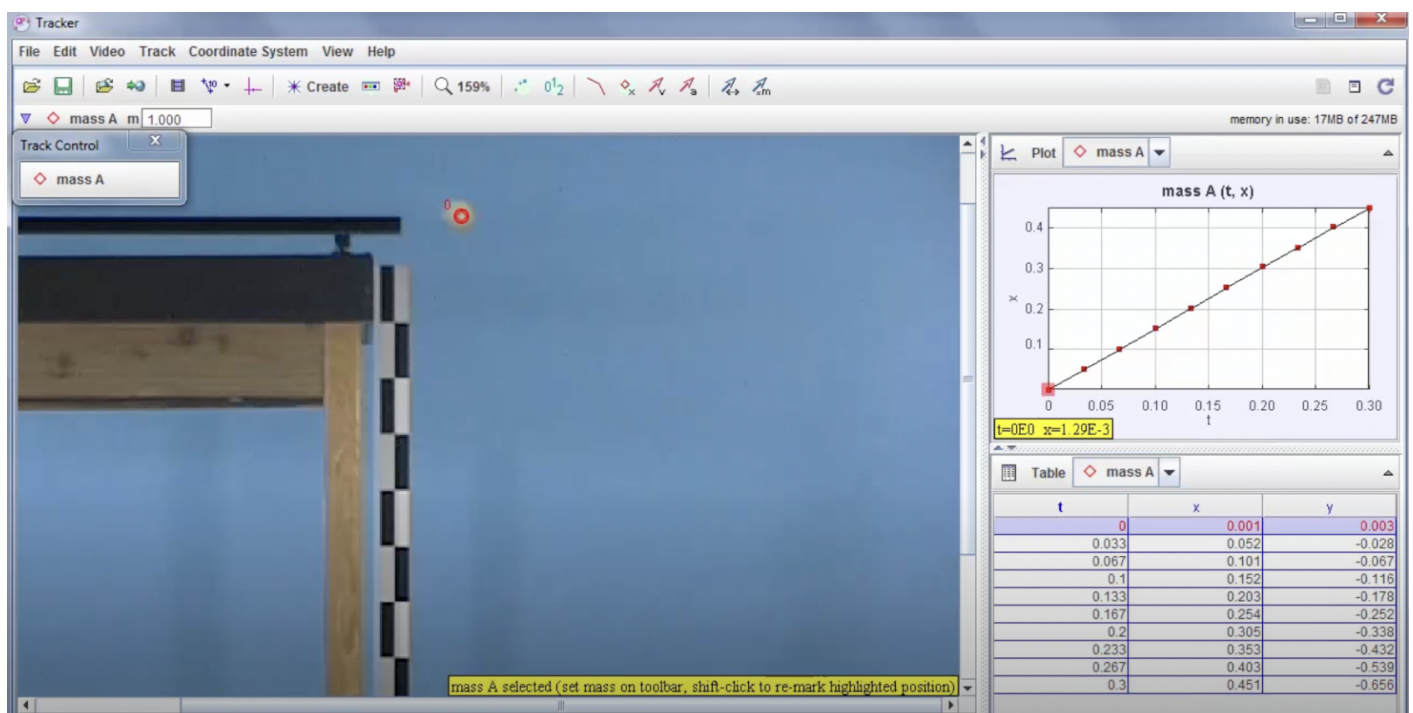 Tracker
File Edit Video Track Coordinate System View Help
159%
Create
mass A m 1.000
memory in use: 17MB of 247MB
Track Control X
mass A
0
Plot mass A
mass A (t, x)
0.4
0.3
0.2
0.1
x
0 0.05 0.10 0.15 0.20 0.25 0.30
t
t=0E0 x=1.29E-3
Table mass A
t x y
0 0.001 0.003
0.033 0.052 -0.028
0.067 0.101 -0.067
0.1 0.152 -0.116
0.133 0.203 -0.178
0.167 0.254 -0.252
0.2 0.305 -0.338
0.233 0.353 -0.432
0.267 0.403 -0.539
0.3 0.451 -0.656
mass A selected (set mass on toolbar, shift-click to re-mark highlighted position)